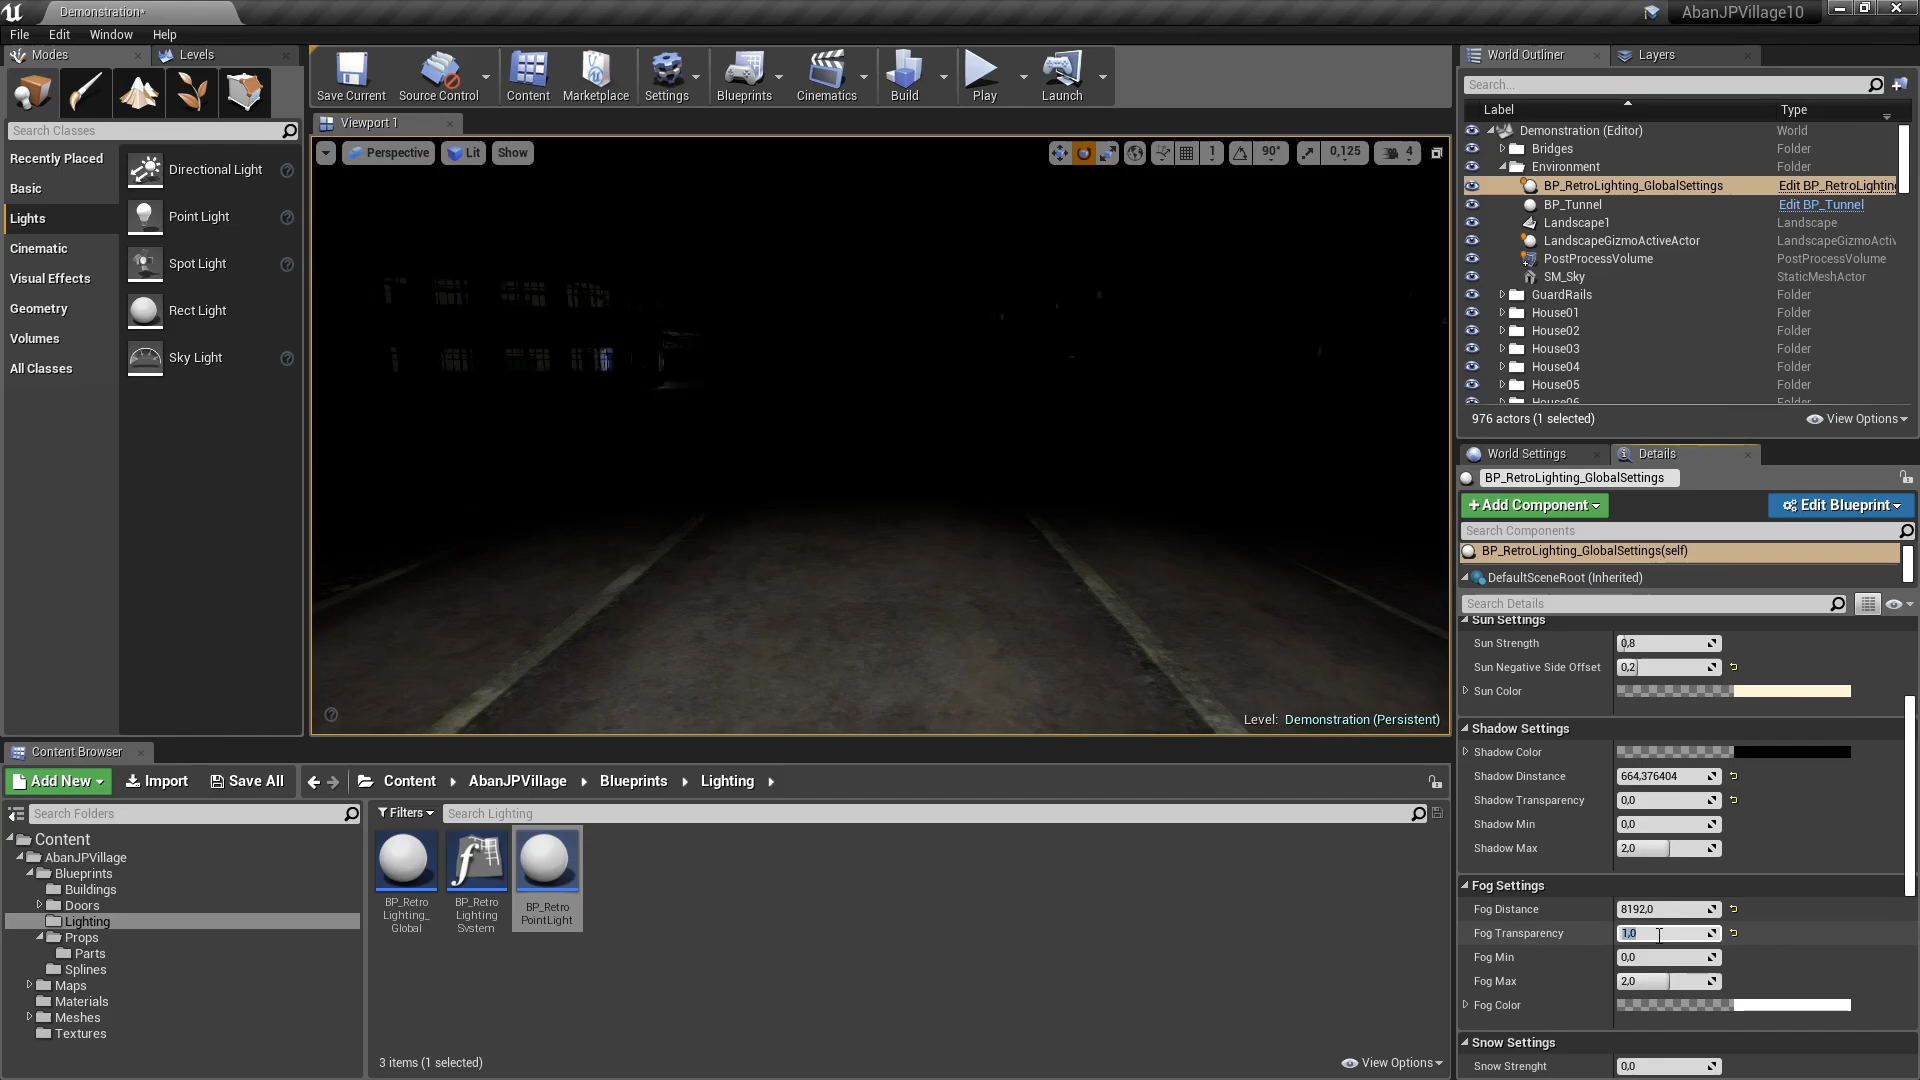 Demonstration*
AbanJPVillage10
File Edit Window Help
Modes
Levels
Search Classes
Recently Placed
Basic
Lights
Cinematic
Visual Effects
Geometry
Volumes
All Classes
Directional Light
Point Light
Spot Light
Rect Light
Sky Light
Save Current
Source Control
Content
Marketplace
Settings
Blueprints
Cinematics
Build
Play
Launch
Viewport 1
Perspective
Lit
Show
1
90°
0,125
4
Level: Demonstration (Persistent)
World Outliner
Layers
Search...
Label Type
Demonstration (Editor) World
Bridges Folder
Environment Folder
BP_RetroLighting_GlobalSettings Edit BP_RetroLighting
BP_Tunnel Edit BP_Tunnel
Landscape1 Landscape
LandscapeGizmoActiveActor LandscapeGizmoActiv
PostProcessVolume PostProcessVolume
SM_Sky StaticMeshActor
GuardRails Folder
House01 Folder
House02 Folder
House03 Folder
House04 Folder
House05 Folder
House06 Folder
976 actors (1 selected)
View Options
World Settings
Details
BP_RetroLighting_GlobalSettings
+Add Component
Edit Blueprint
Search Components
BP_RetroLighting_GlobalSettings(self)
DefaultSceneRoot (Inherited)
Search Details
Sun Settings
Sun Strength 0,8
Sun Negative Side Offset 0,2
Sun Color
Shadow Settings
Shadow Color
Shadow Dinstance 664,376404
Shadow Transparency 0,0
Shadow Min 0,0
Shadow Max 2,0
Fog Settings
Fog Distance 8192,0
Fog Transparency 1,0
Fog Min 0,0
Fog Max 2,0
Fog Color
Snow Settings
Snow Strenght 0,0
Content Browser
Add New
Import
Save All
Content
AbanJPVillage
Blueprints
Lighting
Search Folders
Filters
Search Lighting
Content
AbanJPVillage
Blueprints
Buildings
Doors
Lighting
Props
Parts
Splines
Maps
Materials
Meshes
Textures
BP_Retro
Lighting_
Global
BP_Retro
Lighting
System
BP_Retro
PointLight
3 items (1 selected)
View Options